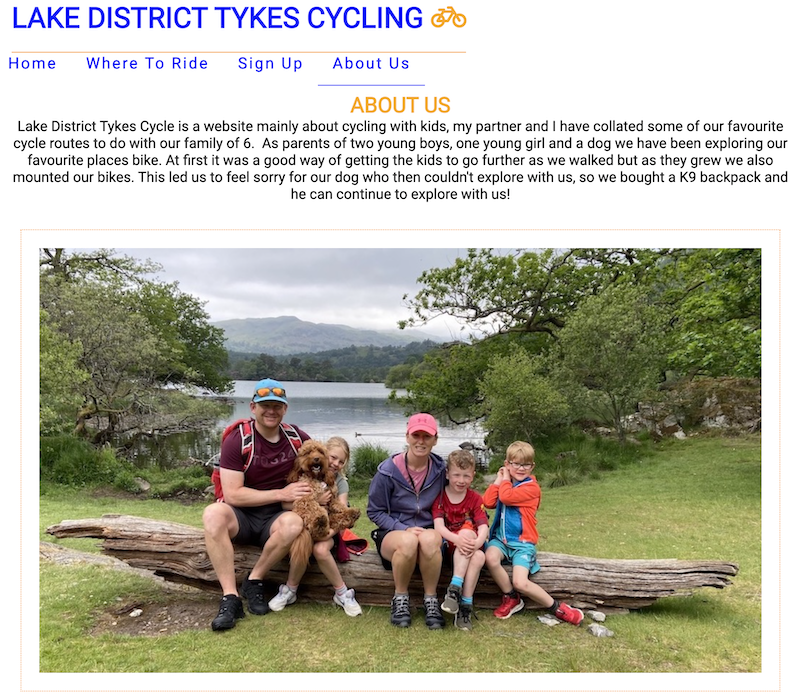 LAKE DISTRICT TYKES CYCLING
Home Where To Ride Sign Up About Us
ABOUT US
Lake District Tykes Cycle is a website mainly about cycling with kids, my partner and I have collated some of our favourite
cycle routes to do with our family of 6. As parents of two young boys, one young girl and a dog we have been exploring our
favourite places bike. At first it was a good way of getting the kids to go further as we walked but as they grew we also
mounted our bikes. This led us to feel sorry for our dog who then couldn't explore with us, so we bought a K9 backpack and
he can continue to explore with us!